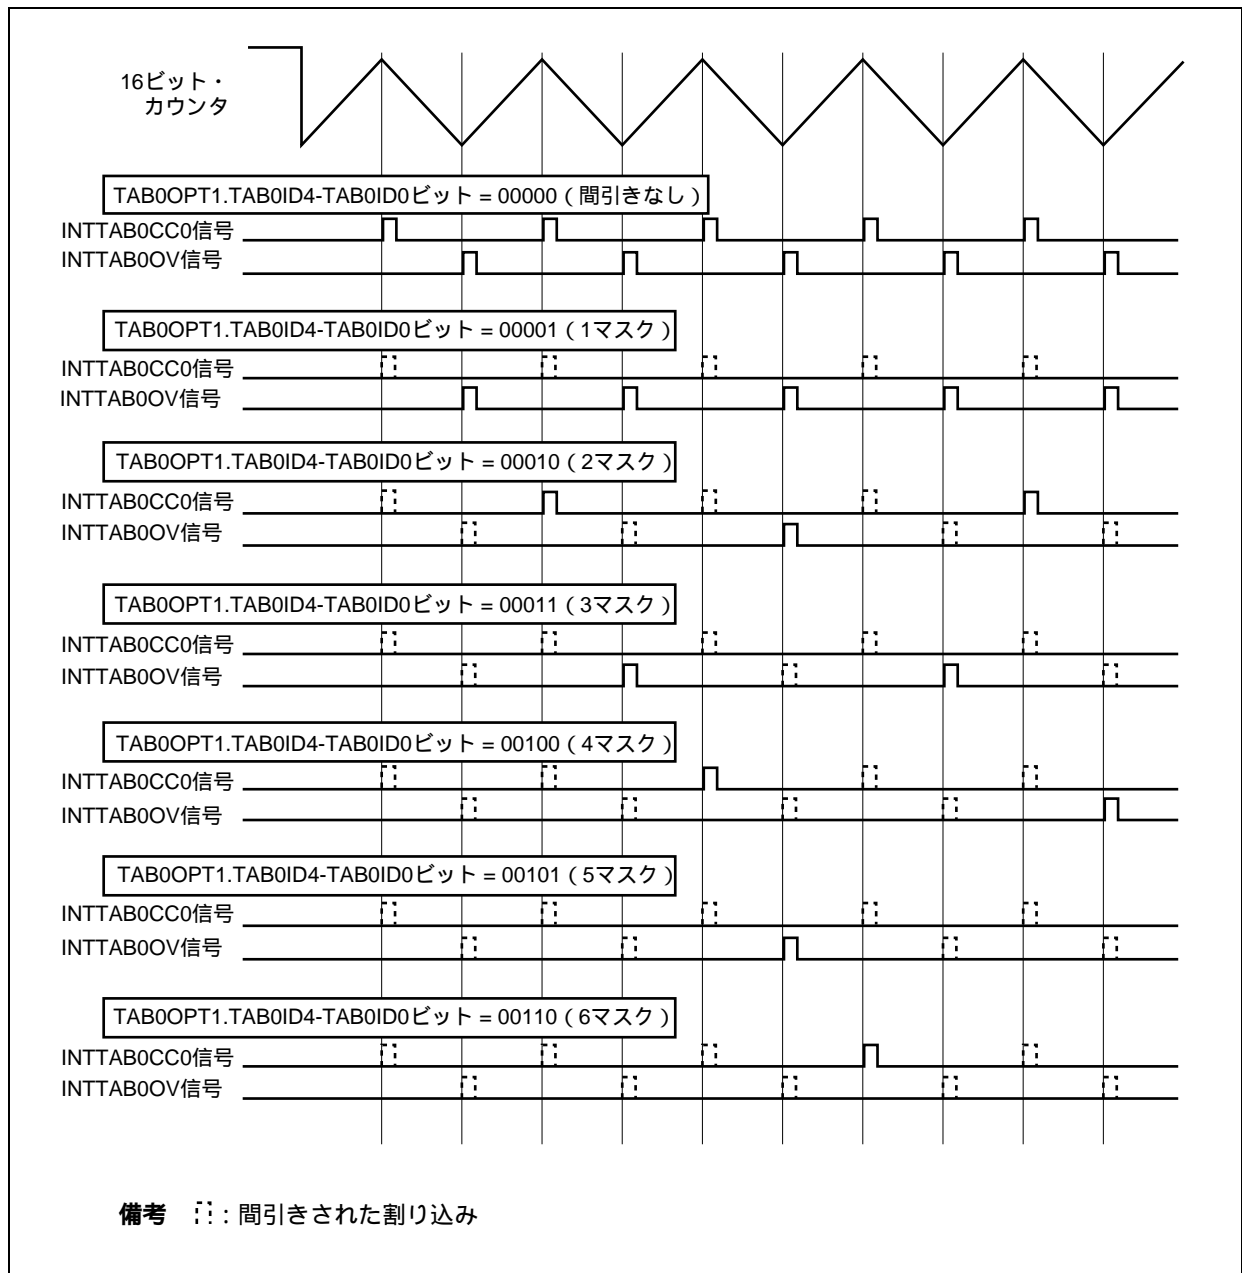 16ビット・
カウンタ
TAB0OPT1.TAB0ID4-TAB0ID0ビット = 00000（間引きなし）
INTTAB0CC0信号
INTTAB0OV信号
TAB0OPT1.TAB0ID4-TAB0ID0ビット = 00001（1マスク）
INTTAB0CC0信号
INTTAB0OV信号
TAB0OPT1.TAB0ID4-TAB0ID0ビット = 00010（2マスク）
INTTAB0CC0信号
INTTAB0OV信号
TAB0OPT1.TAB0ID4-TAB0ID0ビット = 00011（3マスク）
INTTAB0CC0信号
INTTAB0OV信号
TAB0OPT1.TAB0ID4-TAB0ID0ビット = 00100（4マスク）
INTTAB0CC0信号
INTTAB0OV信号
TAB0OPT1.TAB0ID4-TAB0ID0ビット = 00101（5マスク）
INTTAB0CC0信号
INTTAB0OV信号
TAB0OPT1.TAB0ID4-TAB0ID0ビット = 00110（6マスク）
INTTAB0CC0信号
INTTAB0OV信号
備考 : 間引きされた割り込み